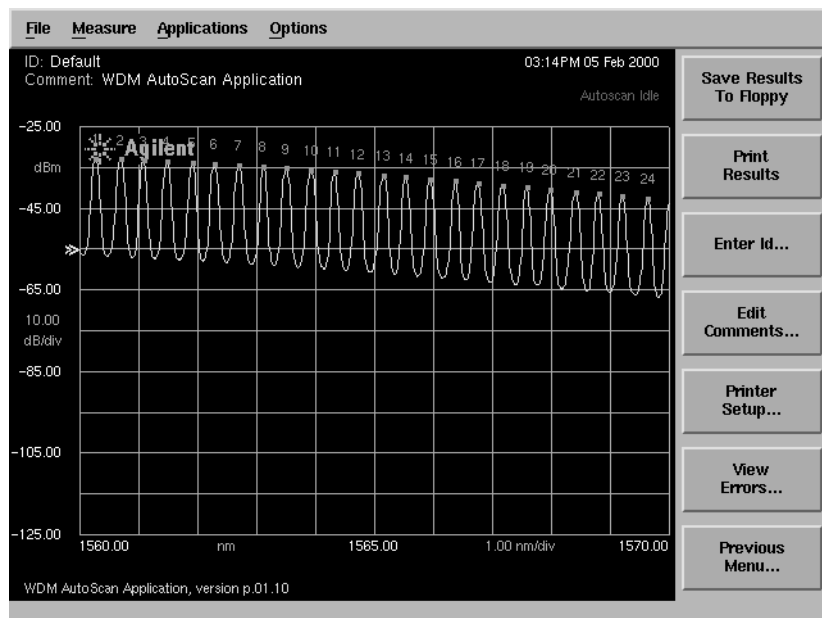 File Measure Applications Options
ID: Default
Comment: WDM AutoScan Application
03:14PM 05 Feb 2000
Autoscan Idle
Agilent
1 2 3 4 5 6 7 8 9 10 11 12 13 14 15 16 17 18 19 20 21 22 23 24
-25.00
dBm
-45.00
-65.00
10.00
dB/div
-85.00
-105.00
-125.00
1560.00 nm 1565.00 1.00 nm/div 1570.00
WDM AutoScan Application, version p.01.10
Save Results
To Floppy
Print
Results
Enter Id...
Edit
Comments...
Printer
Setup...
View
Errors...
Previous
Menu...